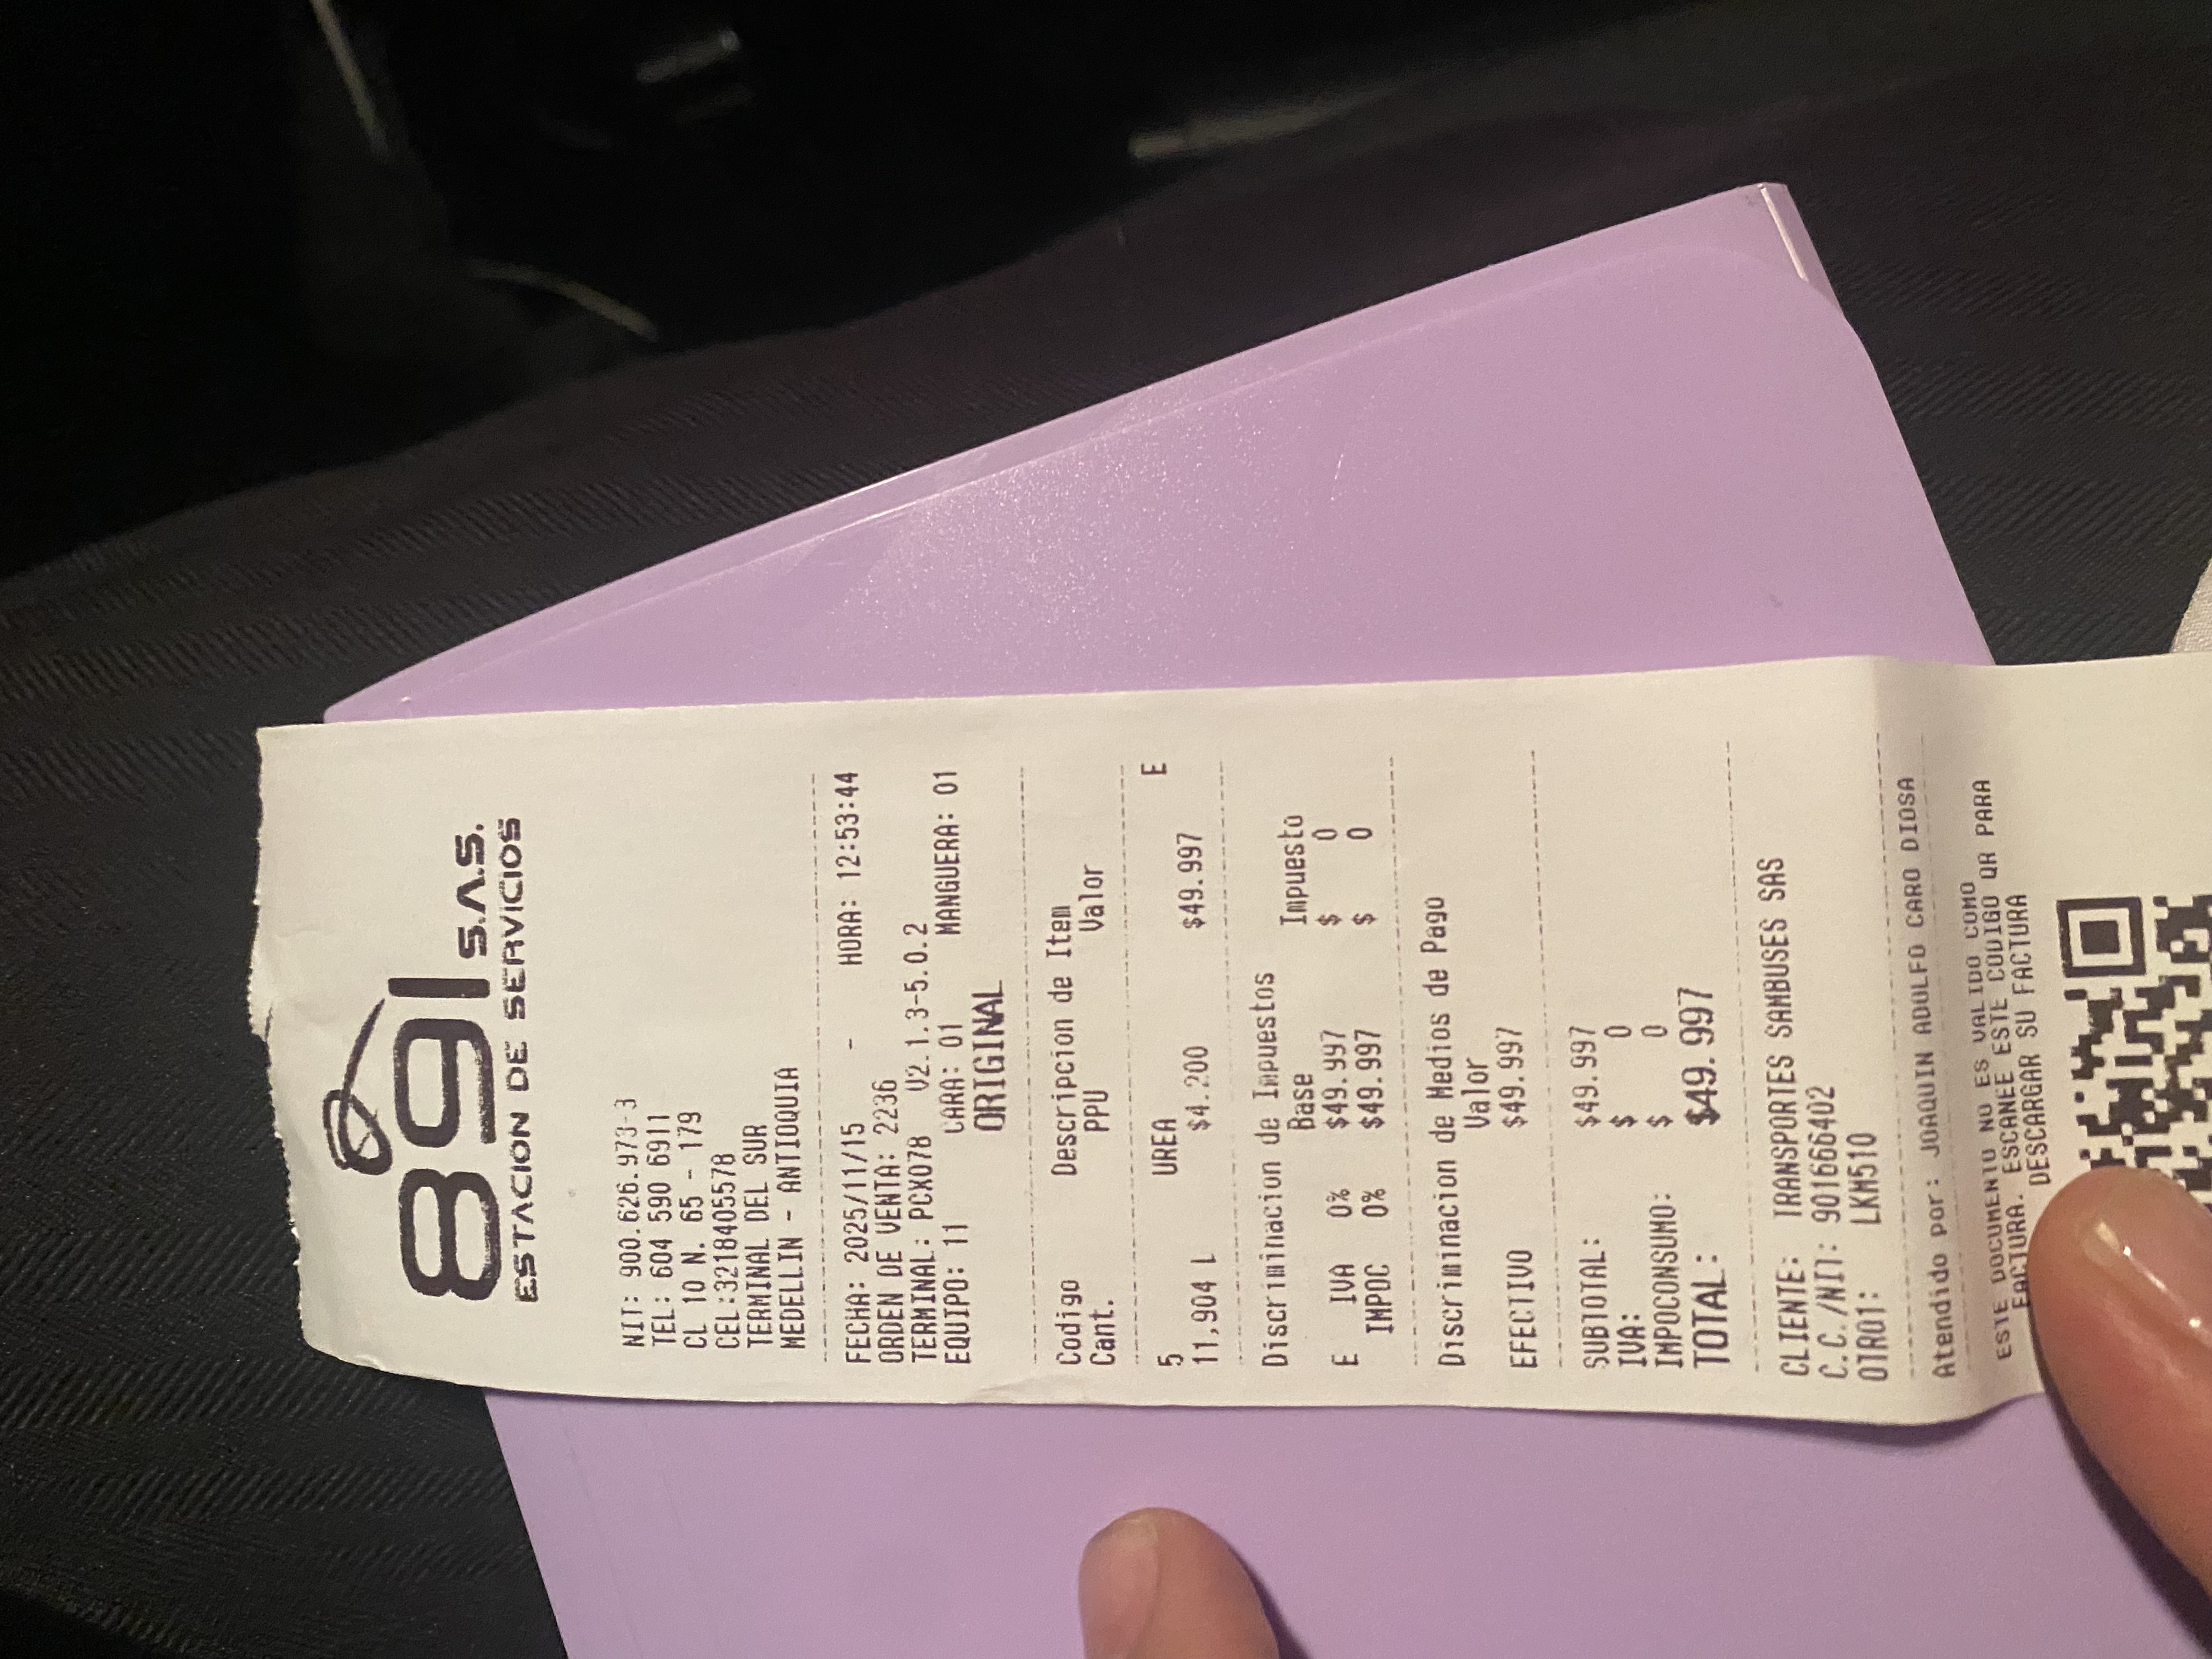 891 S.A.S.
ESTACION DE SERVICIOS
NIT: 900.626.973-3
TEL: 604 590 6911
CL 10 N. 65 - 179
CEL:3218405578
TERMINAL DEL SUR
MEDELLIN - ANTIOQUIA
FECHA: 2025/11/15 - HORA: 12:53:44
ORDEN DE VENTA: 2236
TERMINAL: PCX078 V2.1.3-5.0.2
EQUIPO: 11 CARA: 01 MANGUERA: 01
ORIGINAL
Codigo Descripcion de Item
Cant. PPU Valor
5 UREA E
11,904 L $4.200 $49.997
Discriminacion de Impuestos
Base Impuesto
E IVA 0% $49.997 $ 0
IMPOC 0% $49.997 $ 0
Discriminacion de Medios de Pago
Valor
EFECTIVO $49.997
SUBTOTAL: $49.997
IVA: $ 0
IMPOCONSUMO: $ 0
TOTAL: $49.997
CLIENTE: TRANSPORTES SAMBUSES SAS
C.C./NIT: 901666402
OTRO1: LKM510
Atendido por: JOAQUIN ADOLFO CARO DIOSA
ESTE DOCUMENTO NO ES VALIDO COMO
FACTURA. ESCANEE ESTE CODIGO QR PARA
DESCARGAR SU FACTURA